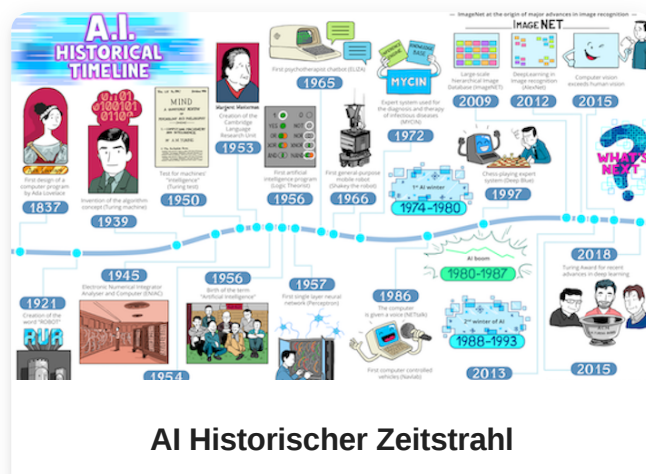 A.I.
HISTORICAL
TIMELINE
First design of a
computer program
by Ada Lovelace
1837
Invention of the algorithm
concept (Turing machine)
1939
MIND
Test for machines'
"intelligence"
(Turing test)
1950
Margaret Masterman
Creation of the
Cambridge
Language
Research Unit
1953
First psychotherapist chatbot (ELIZA)
1965
YES
NO
First artificial
intelligence program
(Logic Theorist)
1956
First general purpose
mobile robot
(Shakey the robot)
1966
INFERENCE
ENGINE
KNOWLEDGE
BASE
MYCIN
Expert system used for
the diagnosis and therapy
of infectious diseases
(MYCIN)
1972
1st AI winter
1974-1980
ImageNet at the origin of major advances in image recognition
IMAGENET
Large-scale
hierarchical Image
Database (ImageNet)
2009
DeepLearning in
image recognition
(AlexNet)
2012
Computer vision
exceeds human vision
2015
Chess-playing expert
system (Deep-Blue)
1997
WHAT'S
NEXT
?
1921
Creation of the
word "ROBOT"
RUR
1945
Electronic Numerical Integrator
Analyser and Computer (ENIAC)
1954
1956
Birth of the term
"Artificial Intelligence"
1957
First single layer neural
network (Perceptron)
1986
The computer
is given a voice (NETtalk)
First computer controlled
vehicles (Navlab)
AI boom
1980-1987
2nd winter of AI
1988-1993
2013
2018
Turing Award for recent
advances in deep learning
2015
AI Historischer Zeitstrahl